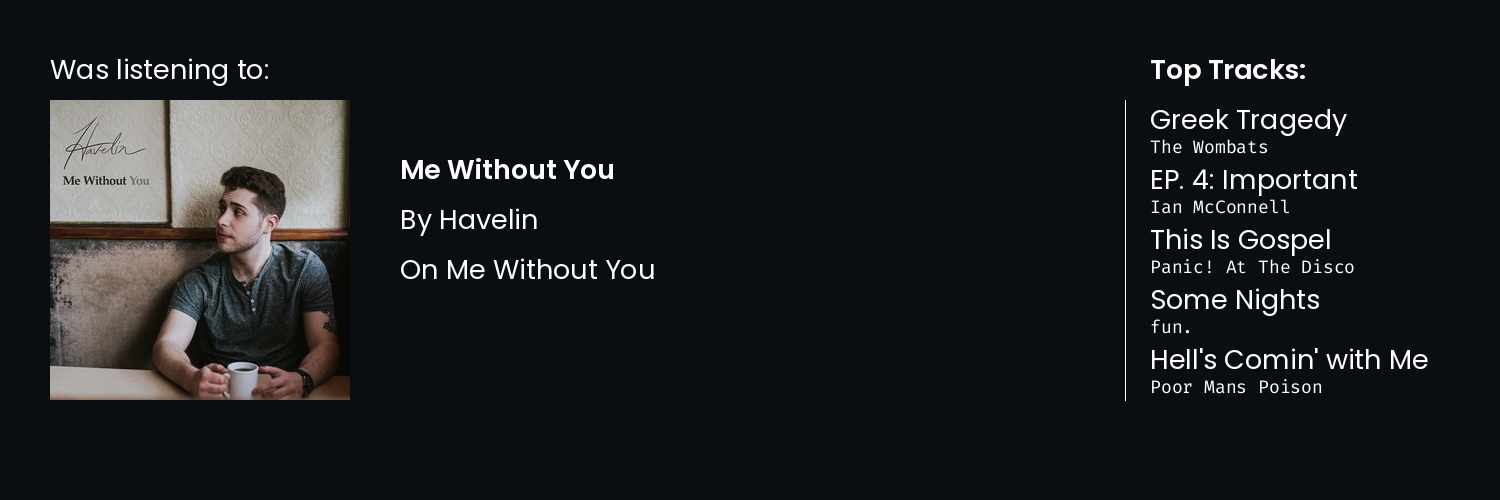 Was listening to:
Havelin
Me Without You
Me Without You
By Havelin
On Me Without You
Top Tracks:
Greek Tragedy
The Wombats
EP. 4: Important
Ian McConnell
This Is Gospel
Panic! At The Disco
Some Nights
fun.
Hell's Comin' with Me
Poor Mans Poison